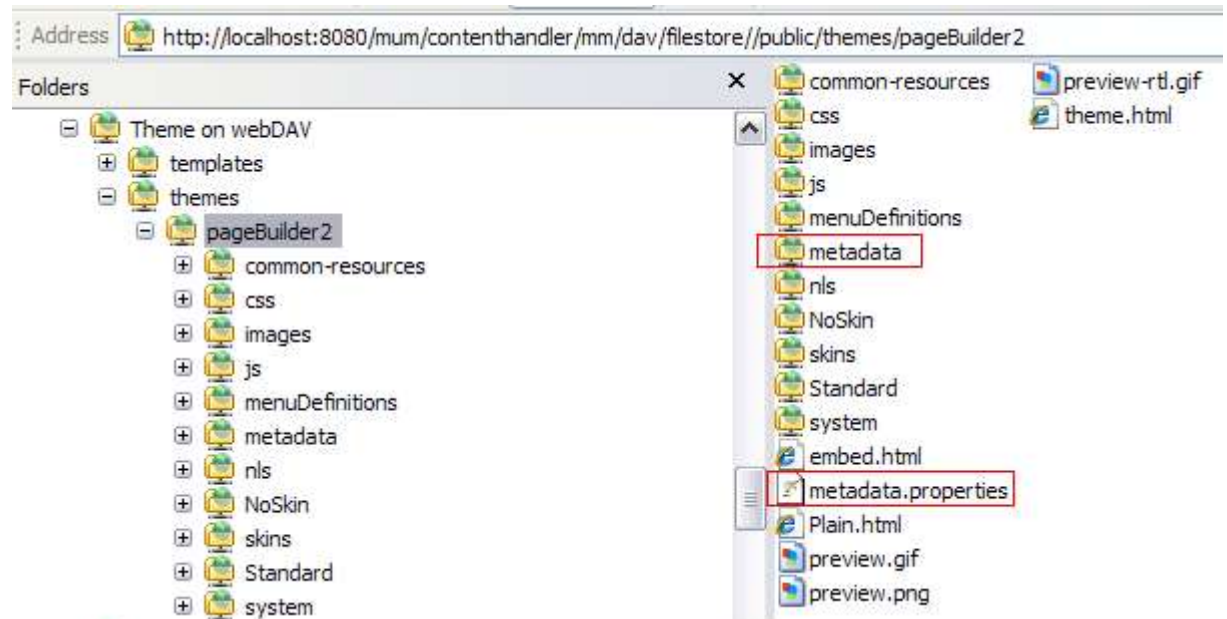 Address http://localhost:8080/mum/contenthandler/mm/dav/filestore//public/themes/pageBuilder2
Folders
Theme on webDAV
templates
themes
pageBuilder2
common-resources
css
images
js
menuDefinitions
metadata
nls
NoSkin
skins
Standard
system
common-resources
css
images
js
menuDefinitions
metadata
nls
NoSkin
skins
Standard
system
embed.html
metadata.properties
Plain.html
preview.gif
preview.png
preview-rtl.gif
theme.html